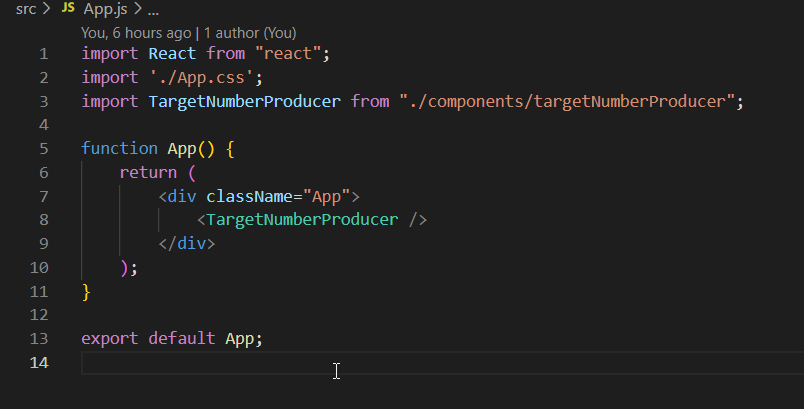 src > JS App.js > ...
You, 6 hours ago | 1 author (You)
1 import React from "react";
2 import './App.css';
3 import TargetNumberProducer from "./components/targetNumberProducer";
4
5 function App() {
6     return (
7         <div className="App">
8             <TargetNumberProducer />
9         </div>
10     );
11 }
12
13 export default App;
14